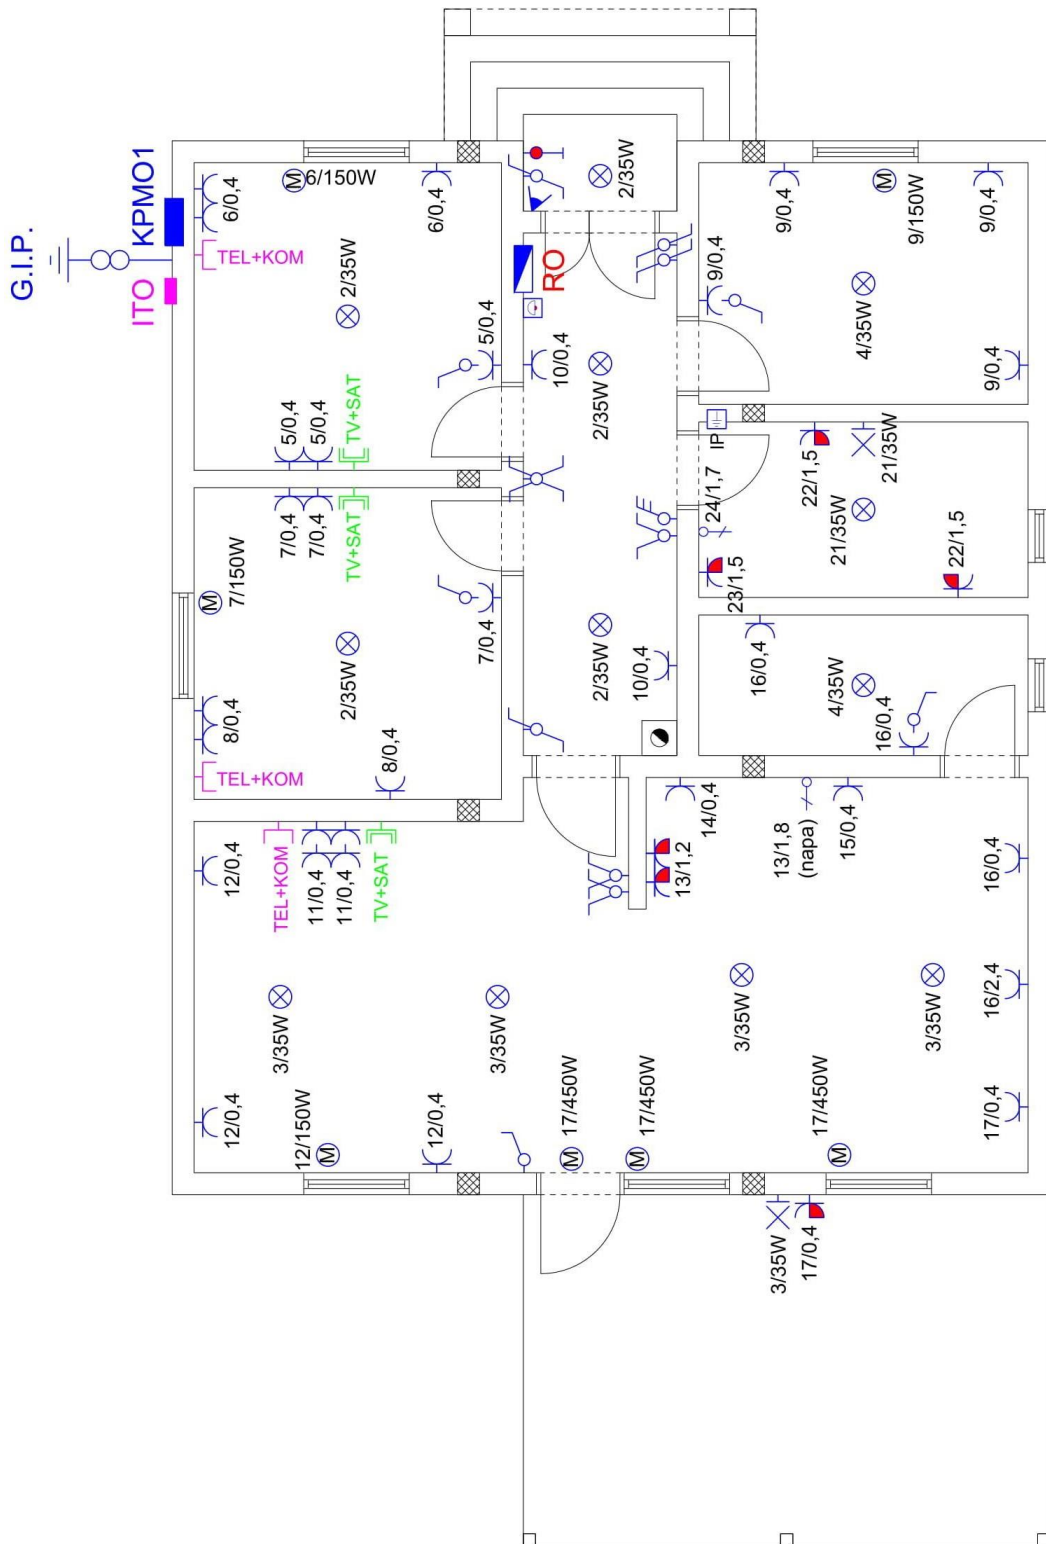 G.I.P.
KPMO1
ITO
6/0,4
M
6/150W
6/0,4
TEL+KOM
2/35W
5/0,4
5/0,4
5/0,4
TV+SAT
7/0,4
7/0,4
TV+SAT
M
7/150W
2/35W
7/0,4
8/0,4
TEL+KOM
8/0,4
2/35W
RO
10/0,4
2/35W
2/35W
10/0,4
9/0,4
M
9/150W
9/0,4
9/0,4
4/35W
9/0,4
IP
24/1,7
23/1,5
22/1,5
21/35W
21/35W
22/1,5
16/0,4
4/35W
16/0,4
12/0,4
TEL+KOM
11/0,4
11/0,4
TV+SAT
13/1,2
14/0,4
13/1,8
(napa)
15/0,4
16/0,4
3/35W
3/35W
3/35W
3/35W
16/2,4
12/0,4
12/150W
M
12/0,4
17/450W
M
17/450W
M
17/450W
M
17/0,4
3/35W
17/0,4